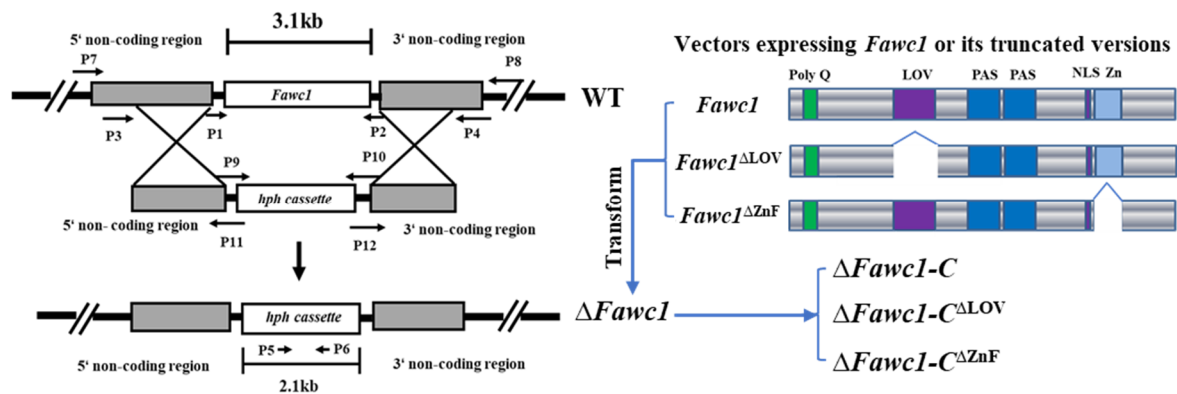 3.1kb
5‘ non-coding region
3‘ non-coding region
P7
P8
Fawc1
WT
P3
P1
P2
P4
P9
P10
hph cassette
5‘ non- coding region
P11
P12
3‘ non-coding region
hph cassette
5‘ non-coding region
P5
P6
3‘ non-coding region
2.1kb
Vectors expressing Fawc1 or its truncated versions
Poly Q
LOV
PAS
PAS
NLS
Zn
Fawc1
Fawc1ΔLOV
Fawc1ΔZnF
Transform
ΔFawc1
ΔFawc1-C
ΔFawc1-CΔLOV
ΔFawc1-CΔZnF